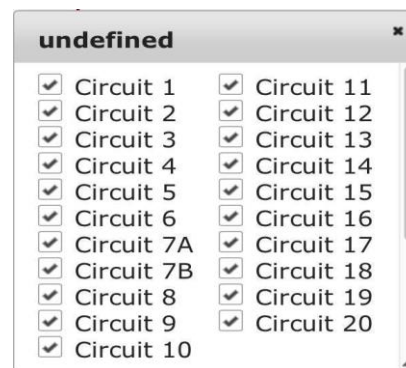 undefined
Circuit 1
Circuit 2
Circuit 3
Circuit 4
Circuit 5
Circuit 6
Circuit 7A
Circuit 7B
Circuit 8
Circuit 9
Circuit 10
Circuit 11
Circuit 12
Circuit 13
Circuit 14
Circuit 15
Circuit 16
Circuit 17
Circuit 18
Circuit 19
Circuit 20